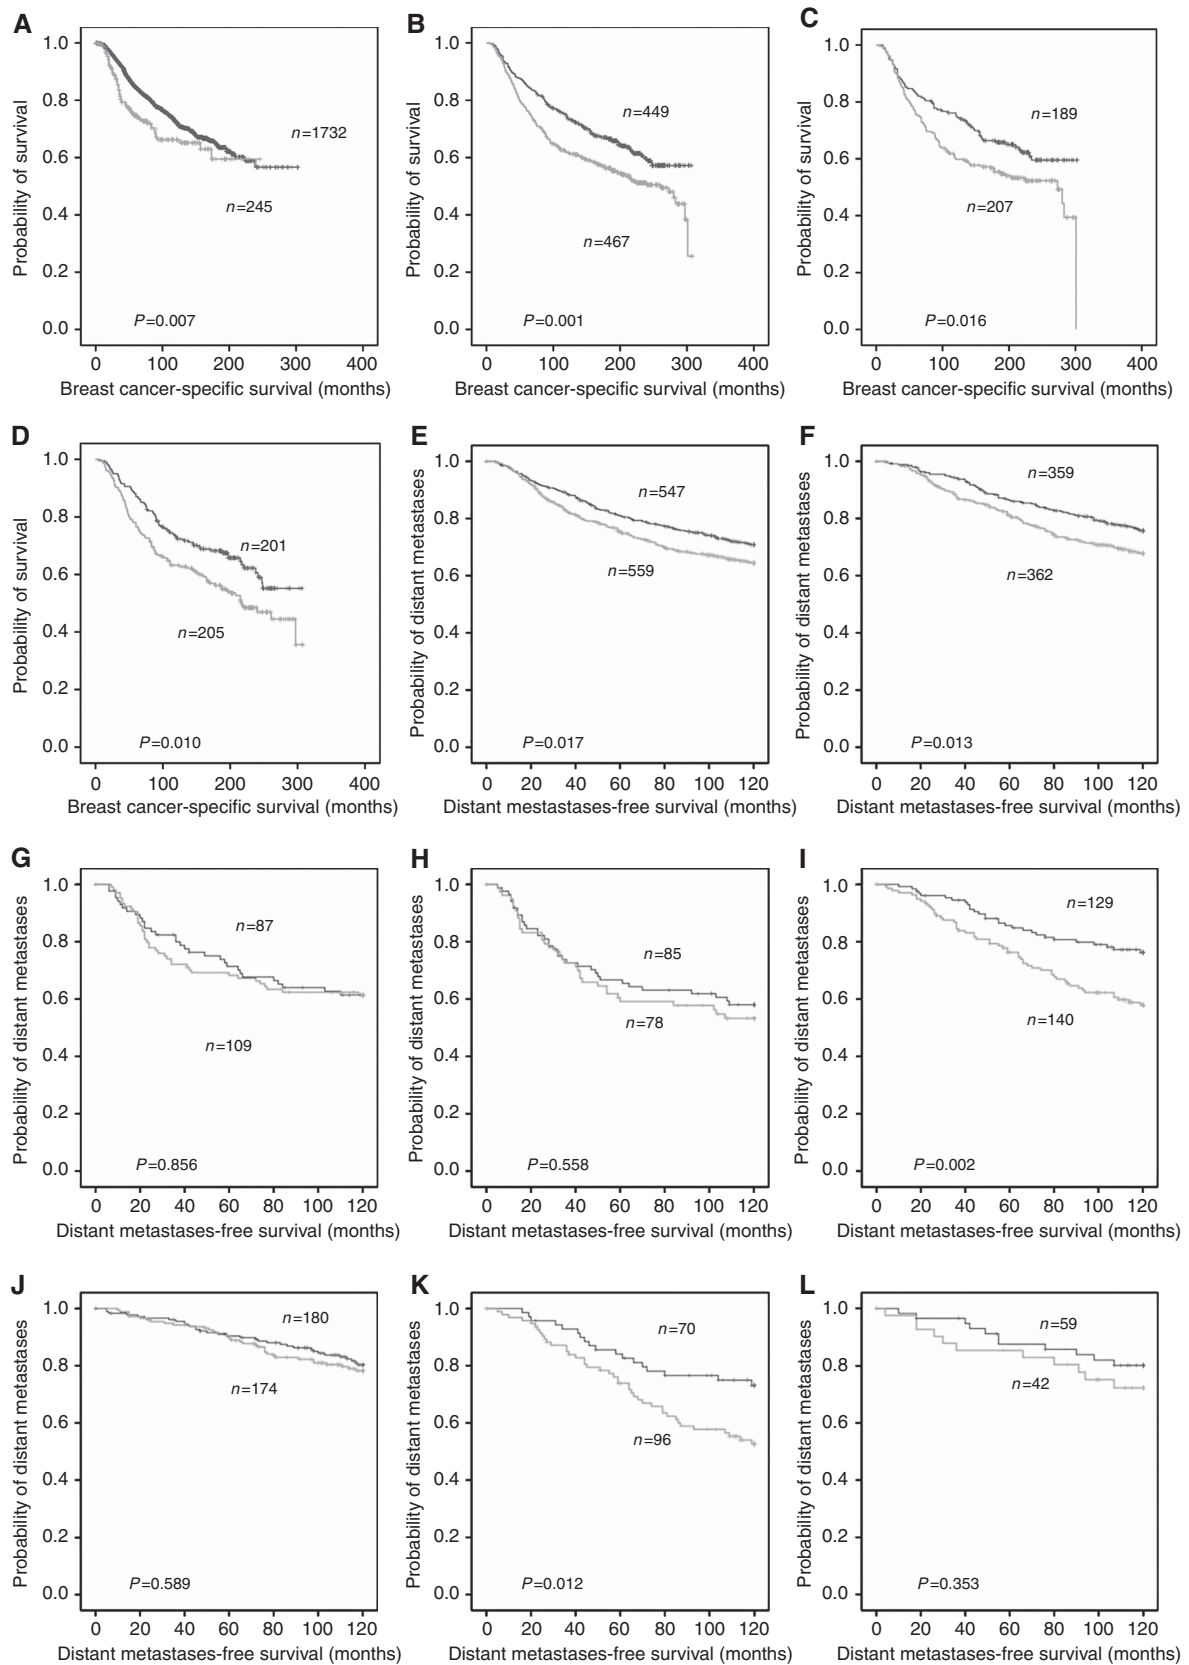 A
1.0
0.8
0.6
0.4
0.2
0.0
Probability of survival
n=1732
n=245
P=0.007
0 100 200 300 400
Breast cancer-specific survival (months)
B
1.0
0.8
0.6
0.4
0.2
0.0
Probability of survival
n=449
n=467
P=0.001
0 100 200 300 400
Breast cancer-specific survival (months)
C
1.0
0.8
0.6
0.4
0.2
0.0
Probability of survival
n=189
n=207
P=0.016
0 100 200 300 400
Breast cancer-specific survival (months)
D
1.0
0.8
0.6
0.4
0.2
0.0
Probability of survival
n=201
n=205
P=0.010
0 100 200 300 400
Breast cancer-specific survival (months)
E
1.0
0.8
0.6
0.4
0.2
0.0
Probability of distant metastases
n=547
n=559
P=0.017
0 20 40 60 80 100 120
Distant mestastases-free survival (months)
F
1.0
0.8
0.6
0.4
0.2
0.0
Probability of distant metastases
n=359
n=362
P=0.013
0 20 40 60 80 100 120
Distant mestastases-free survival (months)
G
1.0
0.8
0.6
0.4
0.2
0.0
Probability of distant metastases
n=87
n=109
P=0.856
0 20 40 60 80 100 120
Distant metastases-free survival (months)
H
1.0
0.8
0.6
0.4
0.2
0.0
Probability of distant metastases
n=85
n=78
P=0.558
0 20 40 60 80 100 120
Distant metastases-free survival (months)
I
1.0
0.8
0.6
0.4
0.2
0.0
Probability of distant metastases
n=129
n=140
P=0.002
0 20 40 60 80 100 120
Distant metastases-free survival (months)
J
1.0
0.8
0.6
0.4
0.2
0.0
Probability of distant metastases
n=180
n=174
P=0.589
0 20 40 60 80 100 120
Distant metastases-free survival (months)
K
1.0
0.8
0.6
0.4
0.2
0.0
Probability of distant metastases
n=70
n=96
P=0.012
0 20 40 60 80 100 120
Distant metastases-free survival (months)
L
1.0
0.8
0.6
0.4
0.2
0.0
Probability of distant metastases
n=59
n=42
P=0.353
0 20 40 60 80 100 120
Distant metastases-free survival (months)